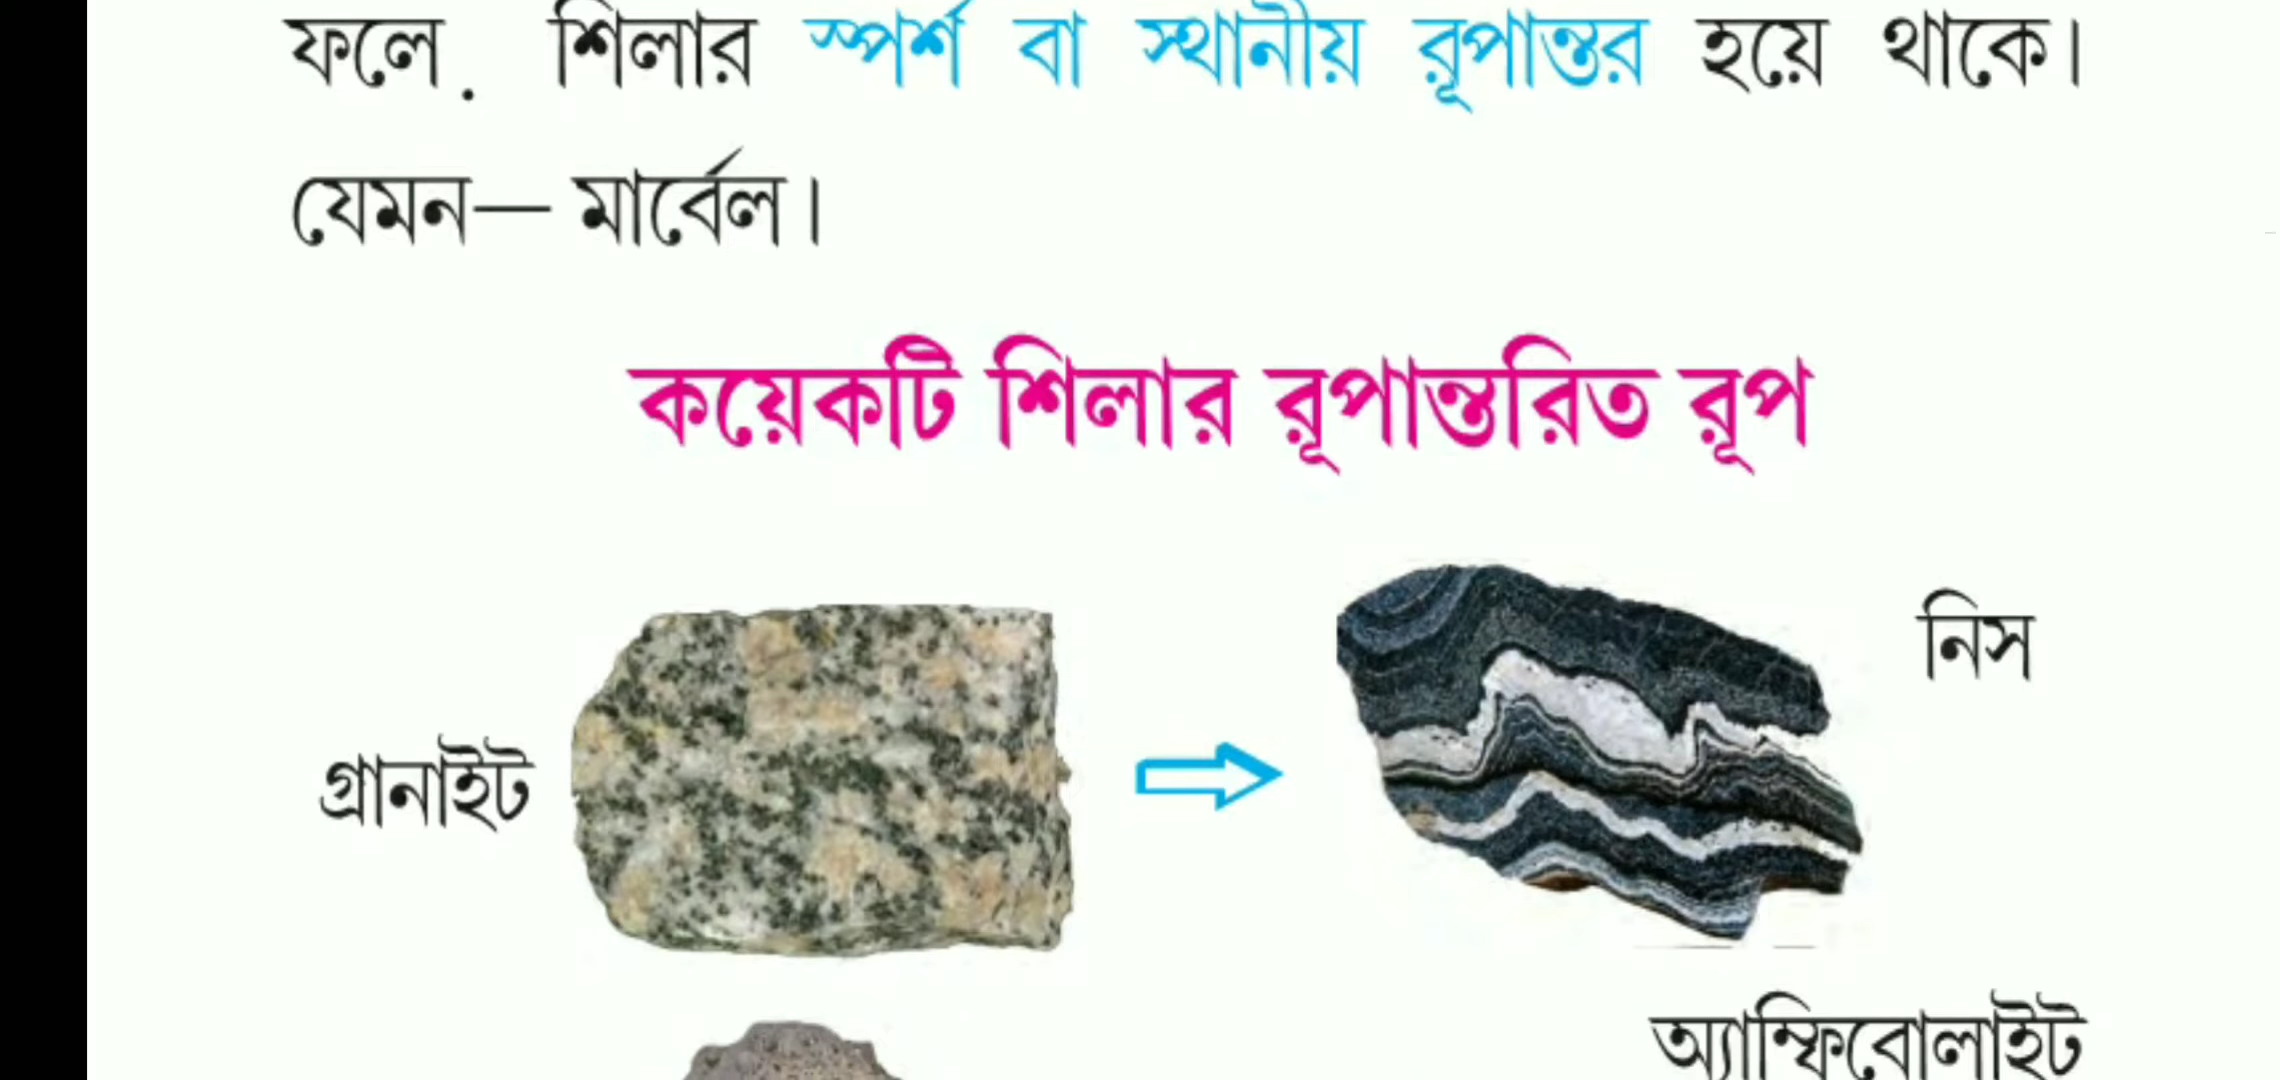 ফলে . শিলার স্পর্শ বা স্থানীয় রূপান্তর হয়ে থাকে।
যেমন— মার্বেল।
কয়েকটি শিলার রূপান্তরিত রূপ
নিস
গ্রানাইট
অ্যাম্ফিবোলাইট